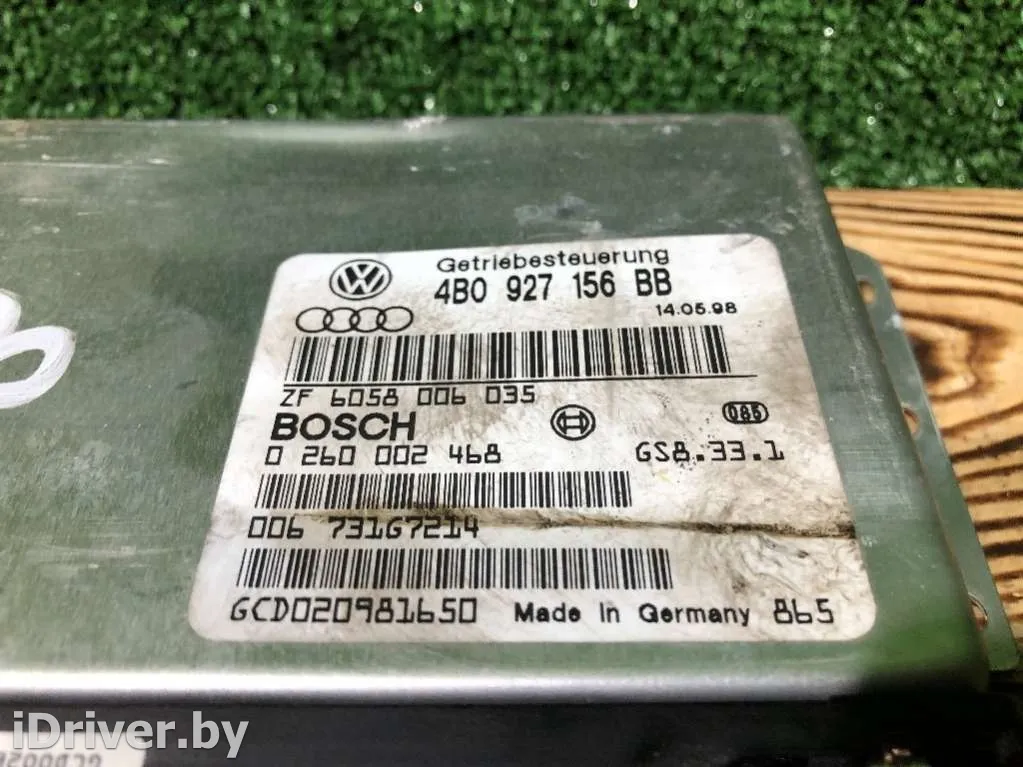 Getriebesteuerung
4B0 927 156 BB
14.05.98
ZF 6058 006 035
BOSCH
085
0 260 002 468
GS8.33.1
006 731G7214
GCD020981650 Made in Germany 865
iDriver.by